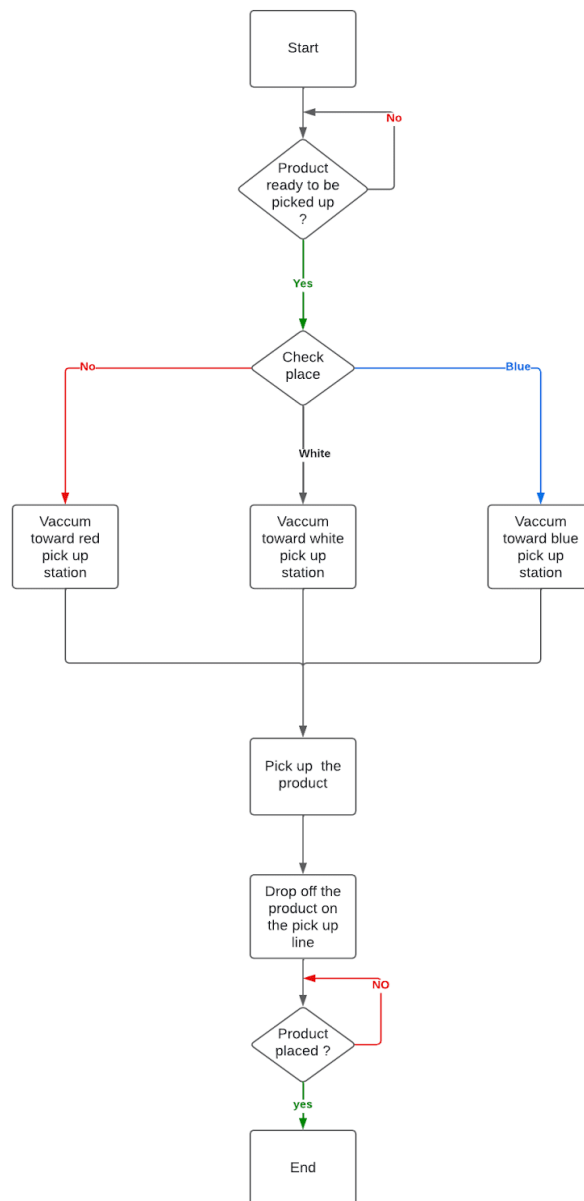 Start
No
Product
ready to be
picked up
?
Yes
Check
place
No
Blue
White
Vaccum
toward red
pick up
station
Vaccum
toward white
pick up
station
Vaccum
toward blue
pick up
station
Pick up  the
product
Drop off the
product on
the pick up
line
NO
Product
placed ?
yes
End